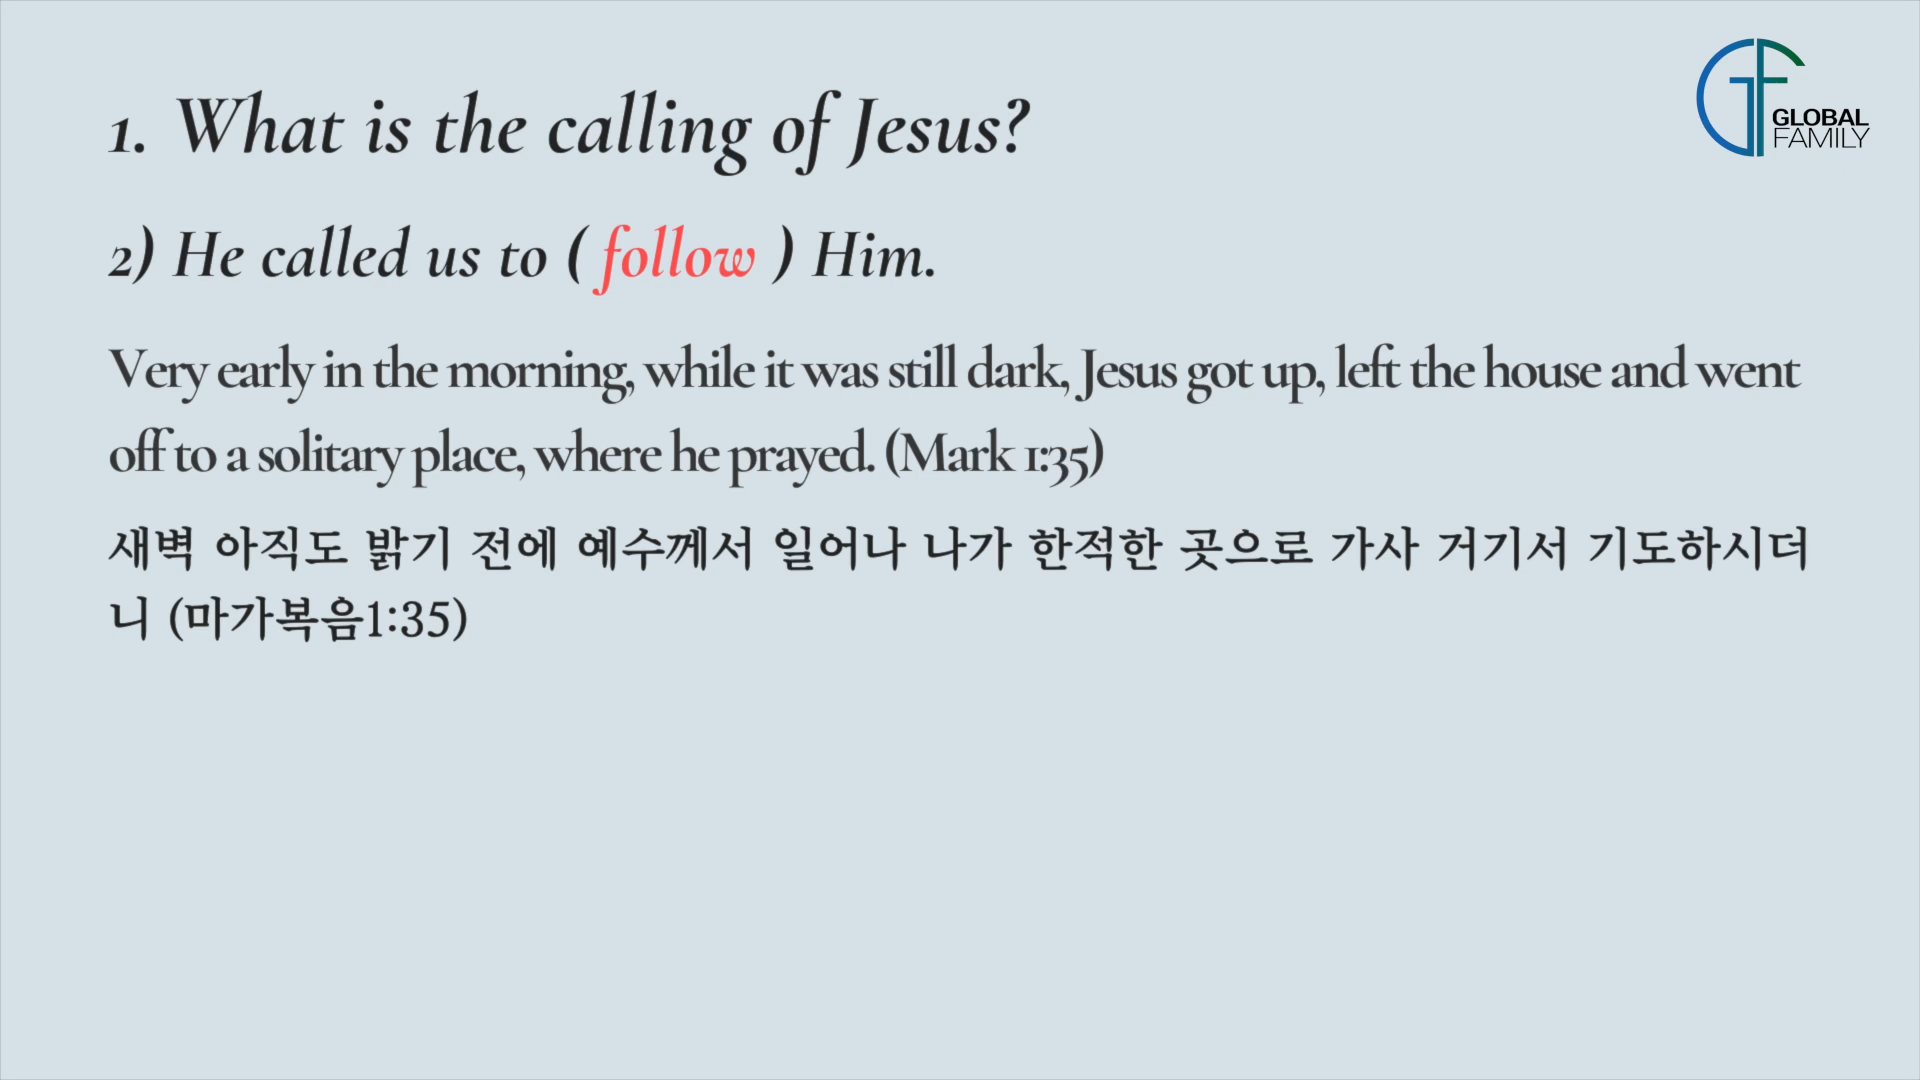 1. What is the calling of Jesus?
GLOBAL
FAMILY
2) He called us to ( follow ) Him.
Very early in the morning, while it was still dark, Jesus got up, left the house and went
off to a solitary place, where he prayed. (Mark 1:35)
새벽 아직도 밝기 전에 예수께서 일어나 나가 한적한 곳으로 가사 거기서 기도하시더
니 (마가복음1:35)